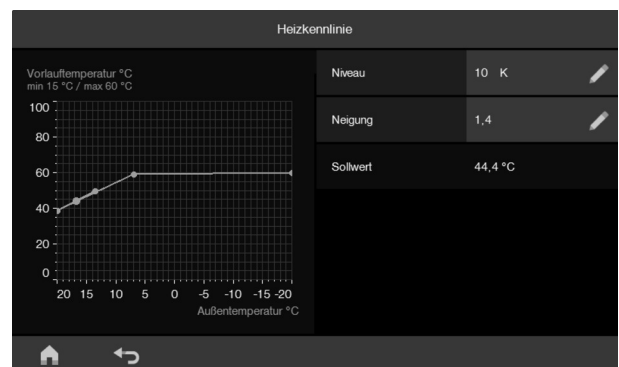 Heizkennlinie
Vorlauftemperatur °C
min 15 °C / max 60 °C
100
80
60
40
20
0
20 15 10 5 0 -5 -10 -15 -20
Außentemperatur °C
Niveau 10 K
Neigung 1,4
Sollwert 44,4 °C